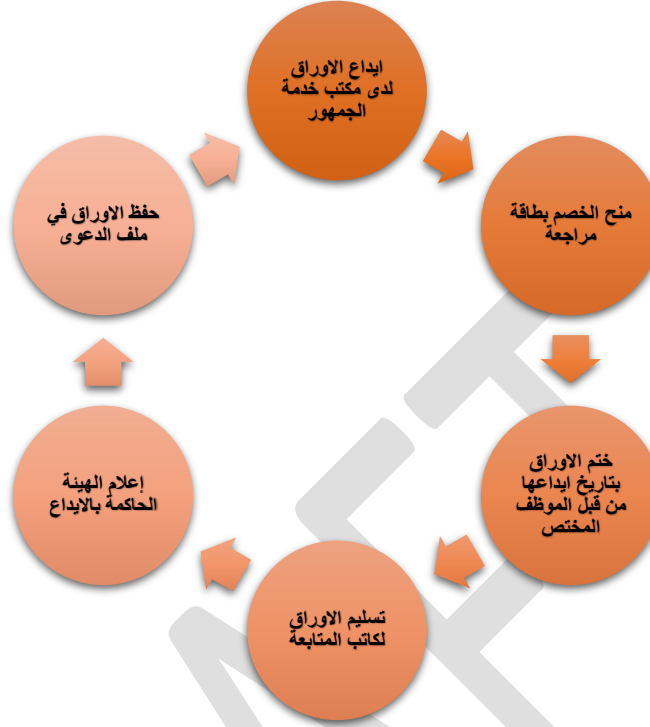 ايداع الاوراق
لدى مكتب خدمة
الجمهور
منح الخصم بطاقة
مراجعة
ختم الاوراق
بتاريخ ايداعها
من قبل الموظف
المختص
تسليم الاوراق
لكاتب المتابعة
إعلام الهيئة
الحاكمة بالايداع
حفظ الاوراق في
ملف الدعوى